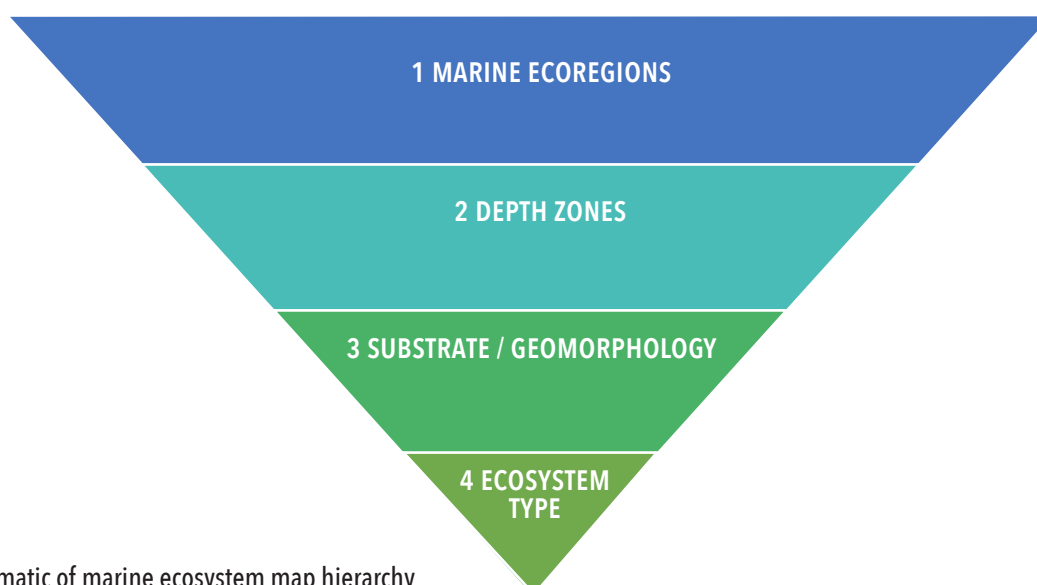 1 MARINE ECOREGIONS
2 DEPTH ZONES
3 SUBSTRATE / GEOMORPHOLOGY
4 ECOSYSTEM
TYPE
matic of marine ecosystem map hierarchy